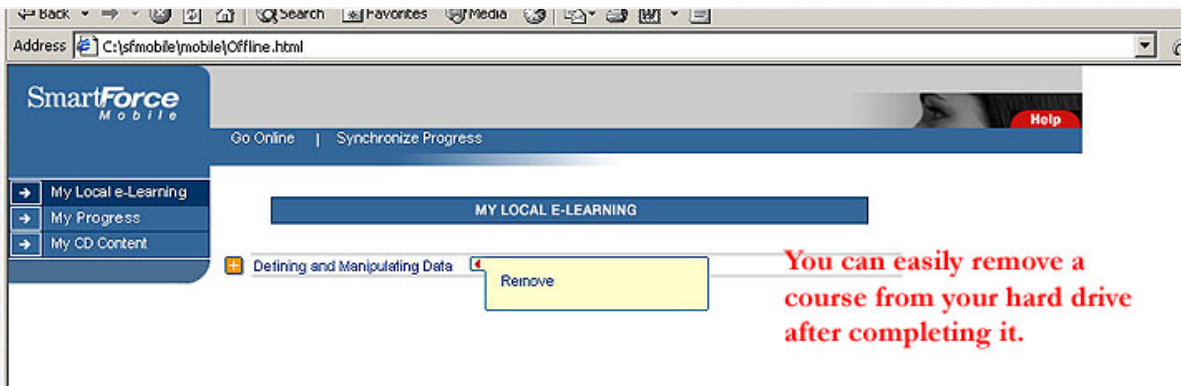 Back Search Favorites Media
Address C:\sfmobile\mobile\Offline.html
SmartForce
Mobile
Help
Go Online | Synchronize Progress
My Local e-Learning
My Progress
My CD Content
MY LOCAL E-LEARNING
Defining and Manipulating Data
Remove
You can easily remove a
course from your hard drive
after completing it.